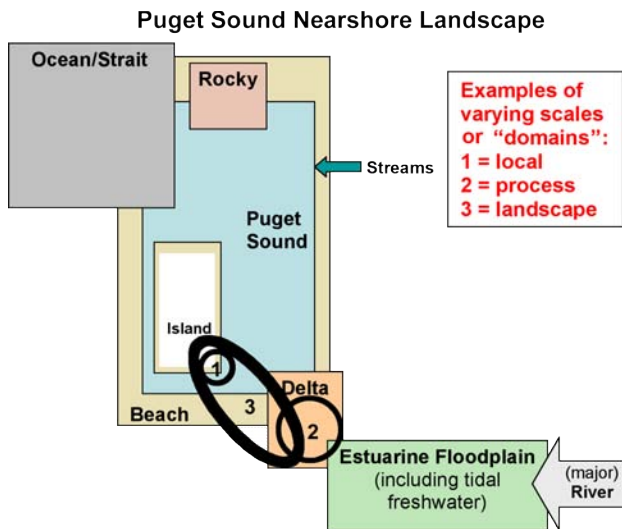 Puget Sound Nearshore Landscape
Ocean/Strait
Rocky
Examples of
varying scales
or “domains”:
1 = local
2 = process
3 = landscape
Streams
Puget
Sound
Island
1
Delta
Beach
3
2
Estuarine Floodplain
(including tidal
freshwater)
(major)
River